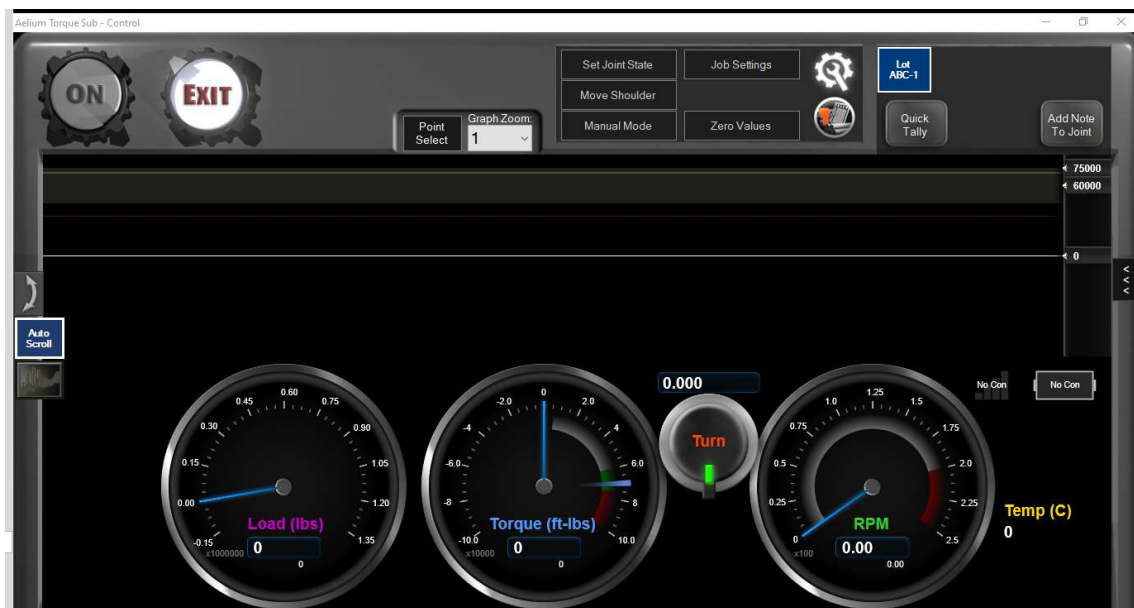 Aelium Torque Sub - Control
ON
EXIT
Point
Select
Graph Zoom:
1
Set Joint State
Job Settings
Move Shoulder
Manual Mode
Zero Values
Lot
ABC-1
Quick
Tally
Add Note
To Joint
75000
60000
0
<
<
<
Auto
Scroll
-0.15
0.00
0.15
0.30
0.45
0.60
0.75
0.90
1.05
1.20
1.35
x1000000
Load (lbs)
0
0
-10.0
-8
-6.0
-4
-2.0
0
2.0
4
6.0
8
10.0
x10000
Torque (ft-lbs)
0
0
0.000
Turn
0
0.25
0.5
0.75
1.0
1.25
1.5
1.75
2.0
2.25
2.5
x100
RPM
0.00
0.00
No Con
No Con
Temp (C)
0